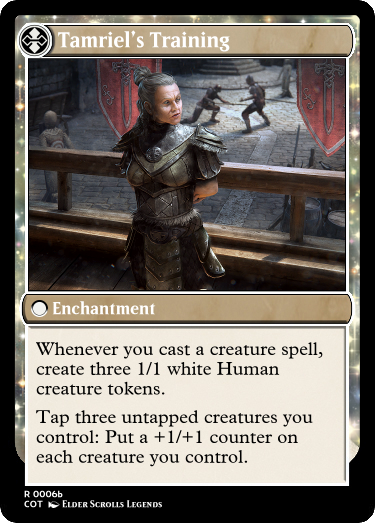 Tamriel's Training
Enchantment
Whenever you cast a creature spell,
create three 1/1 white Human
creature tokens.
Tap three untapped creatures you
control: Put a +1/+1 counter on
each creature you control.
R 0006b
COT Elder Scrolls Legends